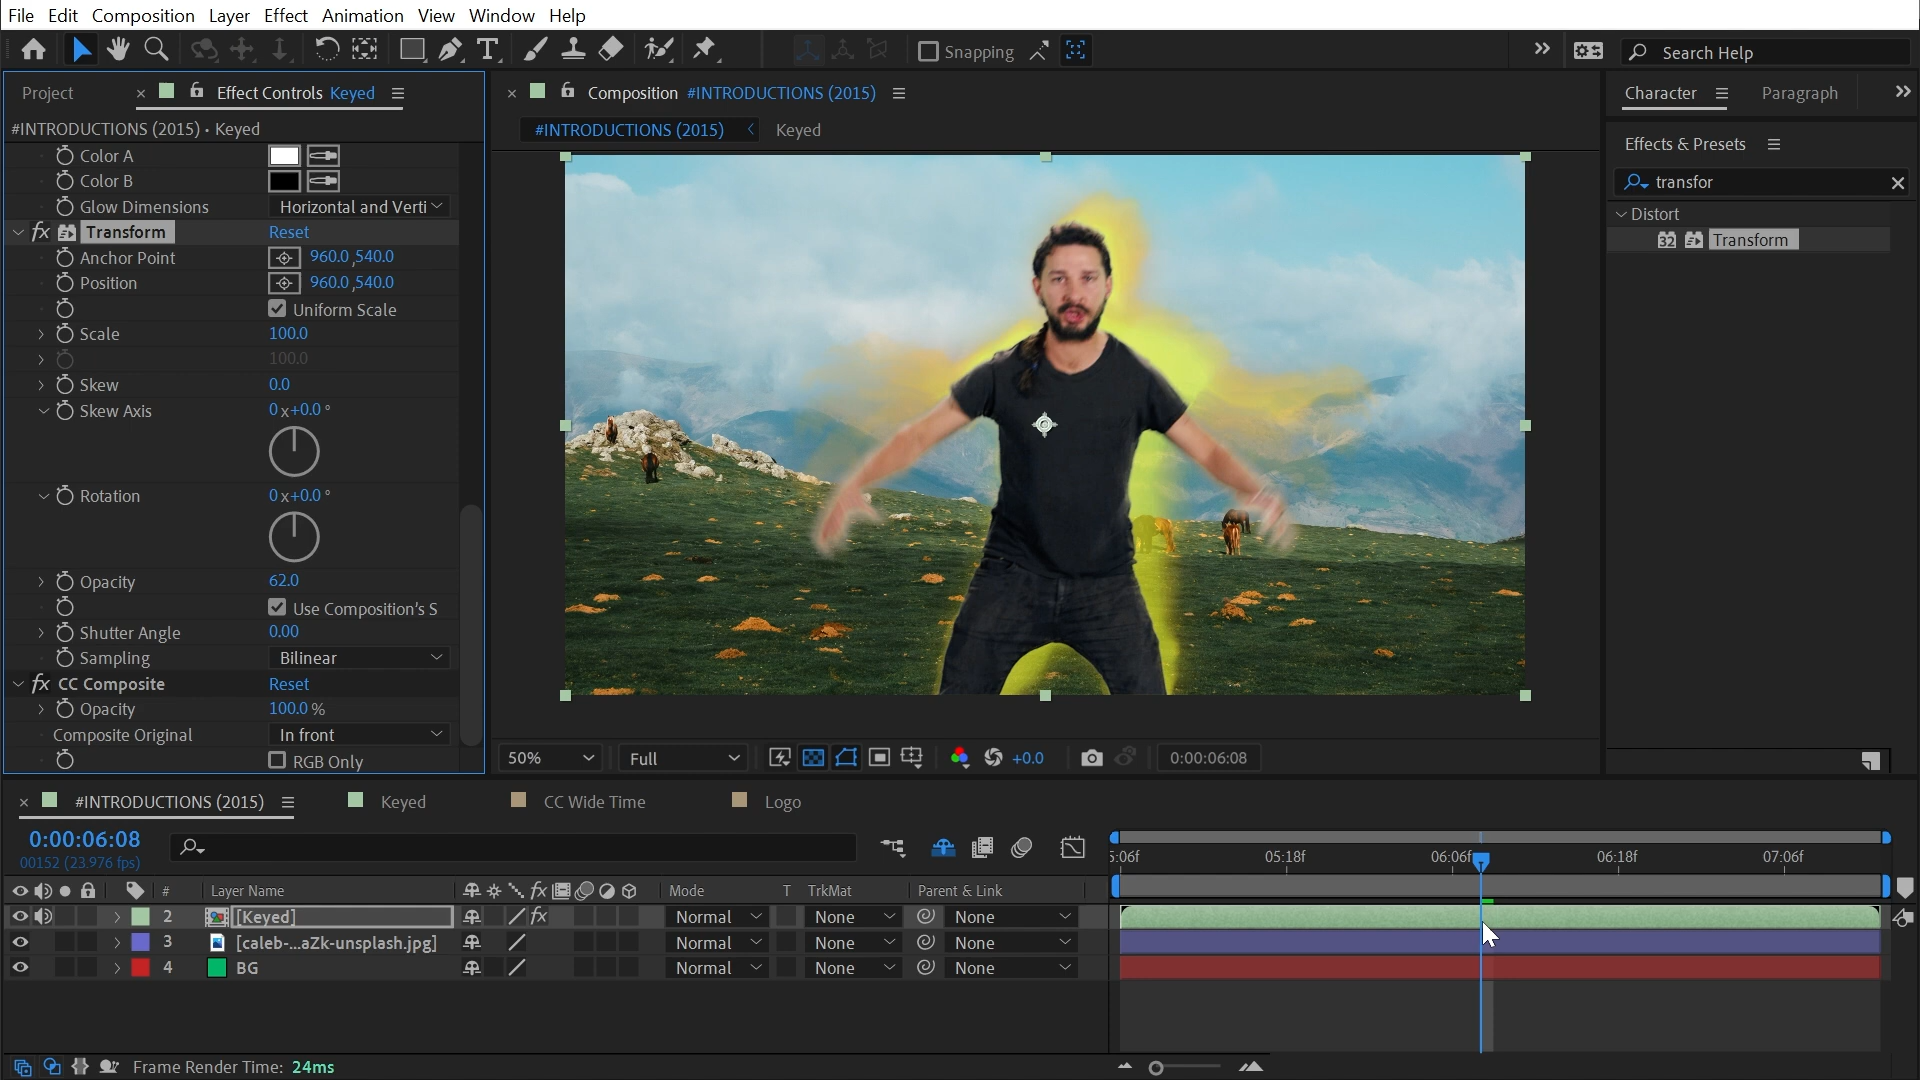 File Edit Composition Layer Effect Animation View Window Help
Snapping
Search Help
Project
Effect Controls Keyed
Composition #INTRODUCTIONS (2015)
Character
Paragraph
#INTRODUCTIONS (2015) • Keyed
#INTRODUCTIONS (2015)
Keyed
Effects & Presets
transfor
Distort
32 Transform
Color A
Color B
Glow Dimensions Horizontal and Verti
fx Transform Reset
Anchor Point 960.0 ,540.0
Position 960.0 ,540.0
Uniform Scale
Scale 100.0
100.0
Skew 0.0
Skew Axis 0 x+0.0 °
Rotation 0 x+0.0 °
Opacity 62.0
Use Composition's S
Shutter Angle 0.00
Sampling Bilinear
fx CC Composite Reset
Opacity 100.0 %
Composite Original In front
RGB Only
50% Full +0.0 0:00:06:08
#INTRODUCTIONS (2015) Keyed CC Wide Time Logo
0:00:06:08
00152 (23.976 fps)
5:06f 05:18f 06:06f 06:18f 07:06f
# Layer Name fx Mode T TrkMat Parent & Link
2 [Keyed] fx Normal None None
3 [caleb-...aZk-unsplash.jpg] Normal None None
4 BG Normal None None
Frame Render Time: 24ms